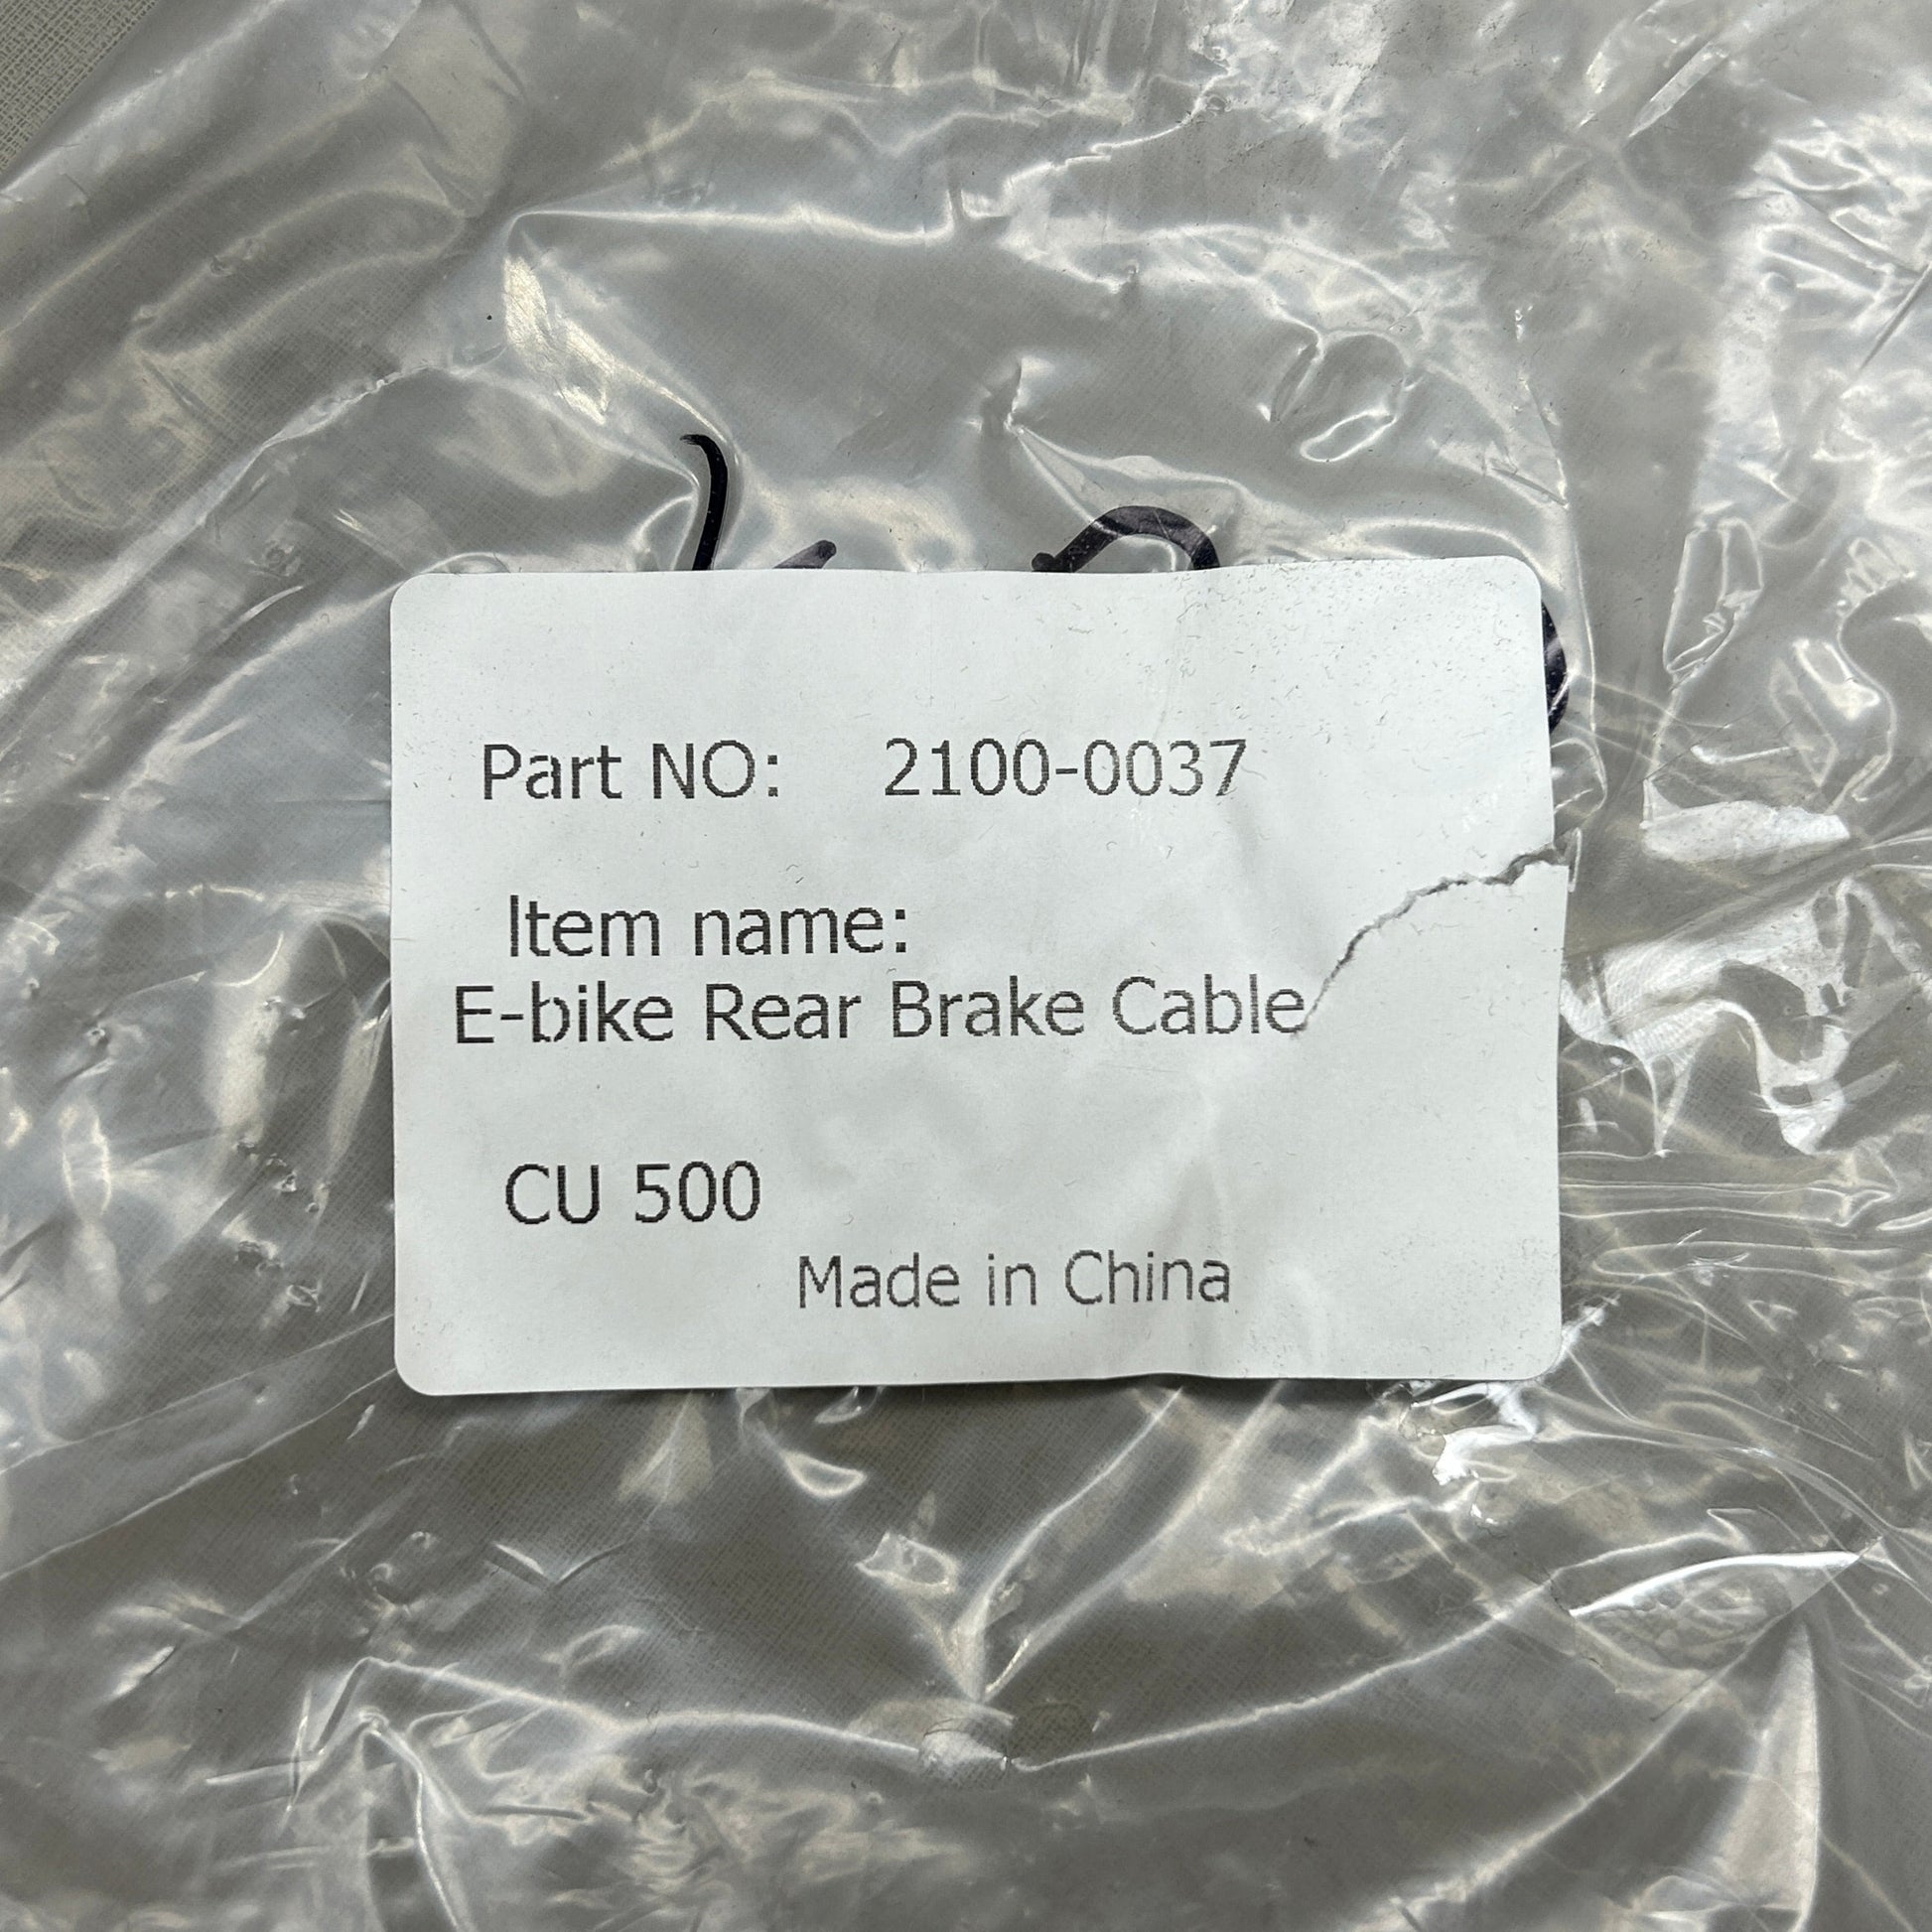 Part NO: 2100-0037
Item name:
E-bike Rear Brake Cable
CU 500
Made in China